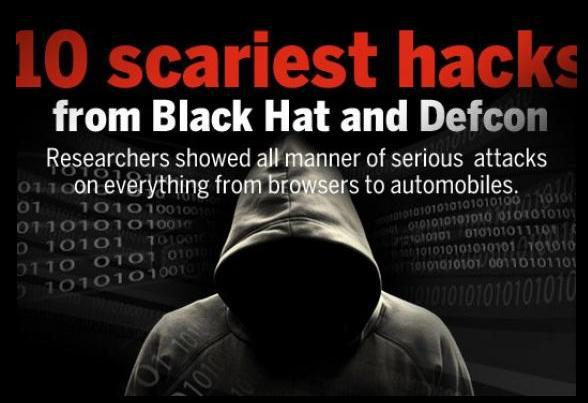 10 scariest hacks
from Black Hat and Defcon
Researchers showed all manner of serious attacks
on everything from browsers to automobiles.